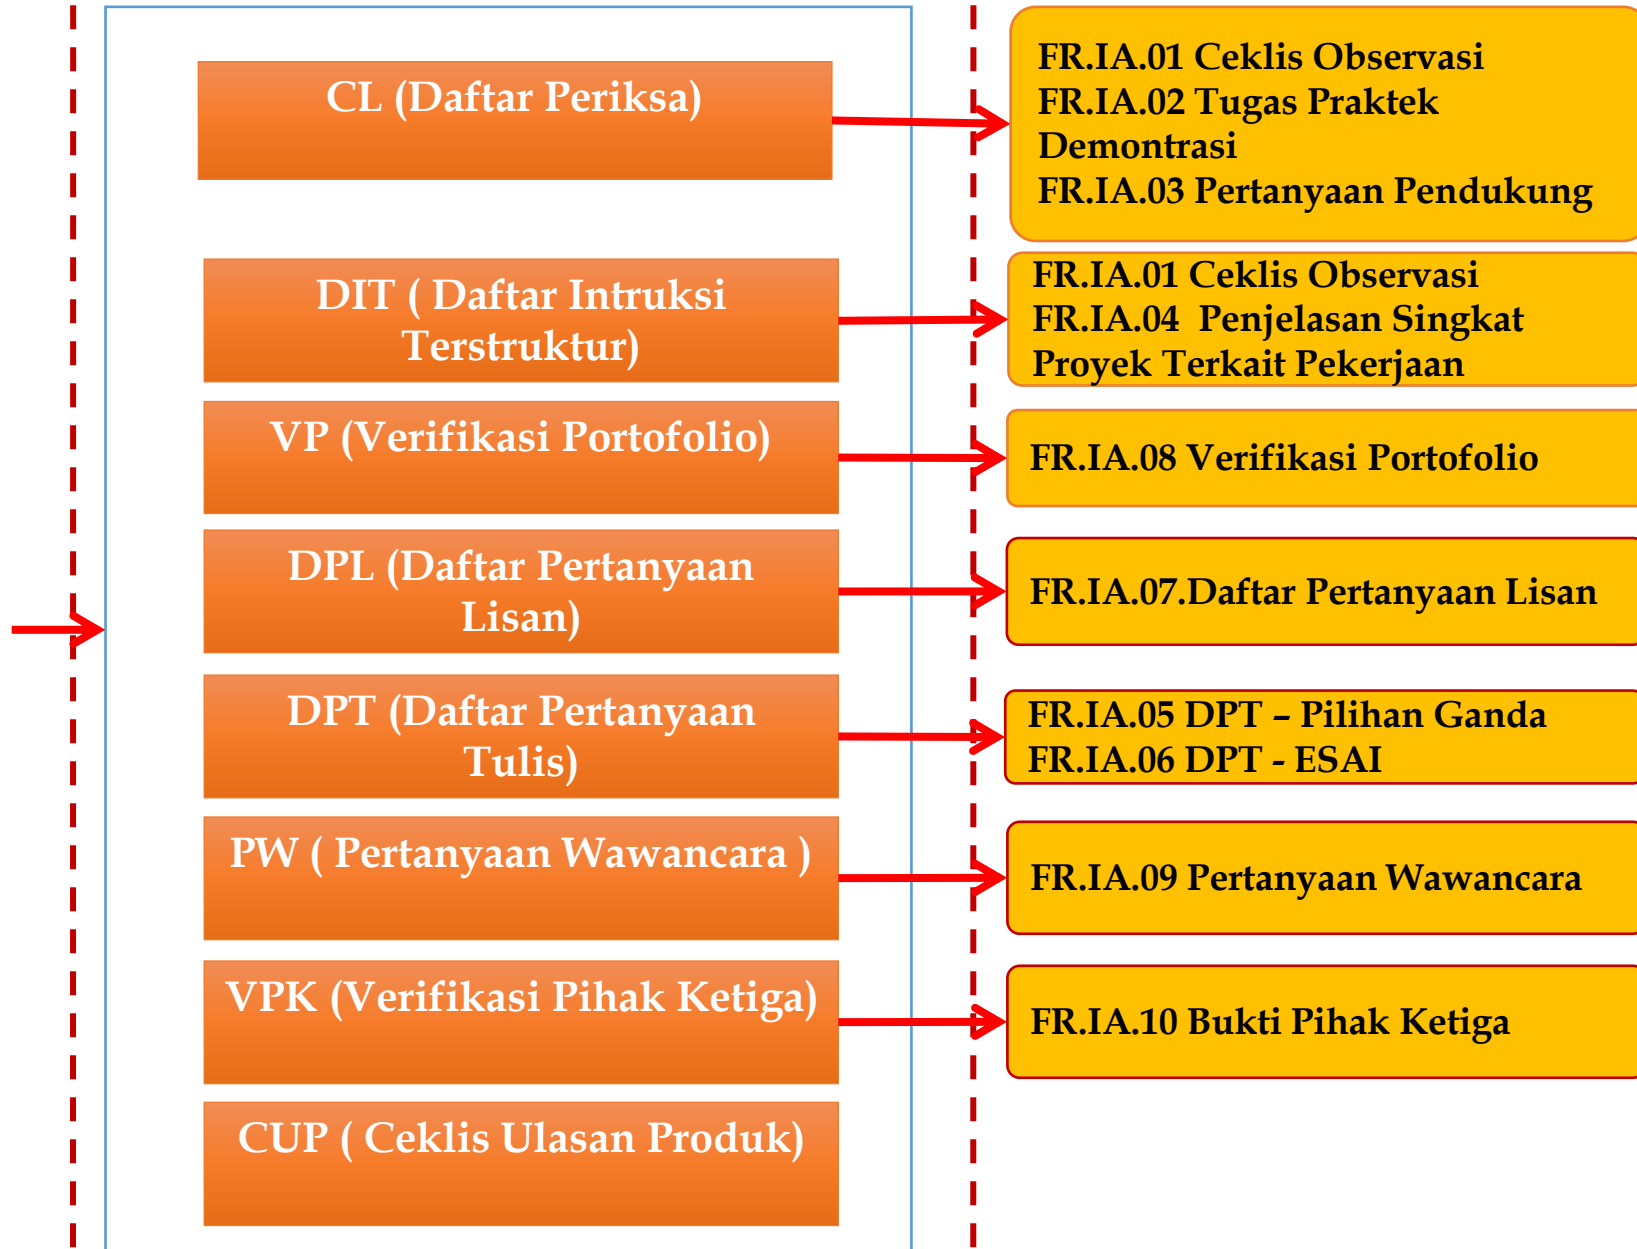 CL (Daftar Periksa)
FR.IA.01 Ceklis Observasi
FR.IA.02 Tugas Praktek
Demontrasi
FR.IA.03 Pertanyaan Pendukung
DIT ( Daftar Intruksi
Terstruktur)
FR.IA.01 Ceklis Observasi
FR.IA.04  Penjelasan Singkat
Proyek Terkait Pekerjaan
VP (Verifikasi Portofolio)
FR.IA.08 Verifikasi Portofolio
DPL (Daftar Pertanyaan
Lisan)
FR.IA.07.Daftar Pertanyaan Lisan
DPT (Daftar Pertanyaan
Tulis)
FR.IA.05 DPT – Pilihan Ganda
FR.IA.06 DPT - ESAI
PW ( Pertanyaan Wawancara )
FR.IA.09 Pertanyaan Wawancara
VPK (Verifikasi Pihak Ketiga)
FR.IA.10 Bukti Pihak Ketiga
CUP ( Ceklis Ulasan Produk)